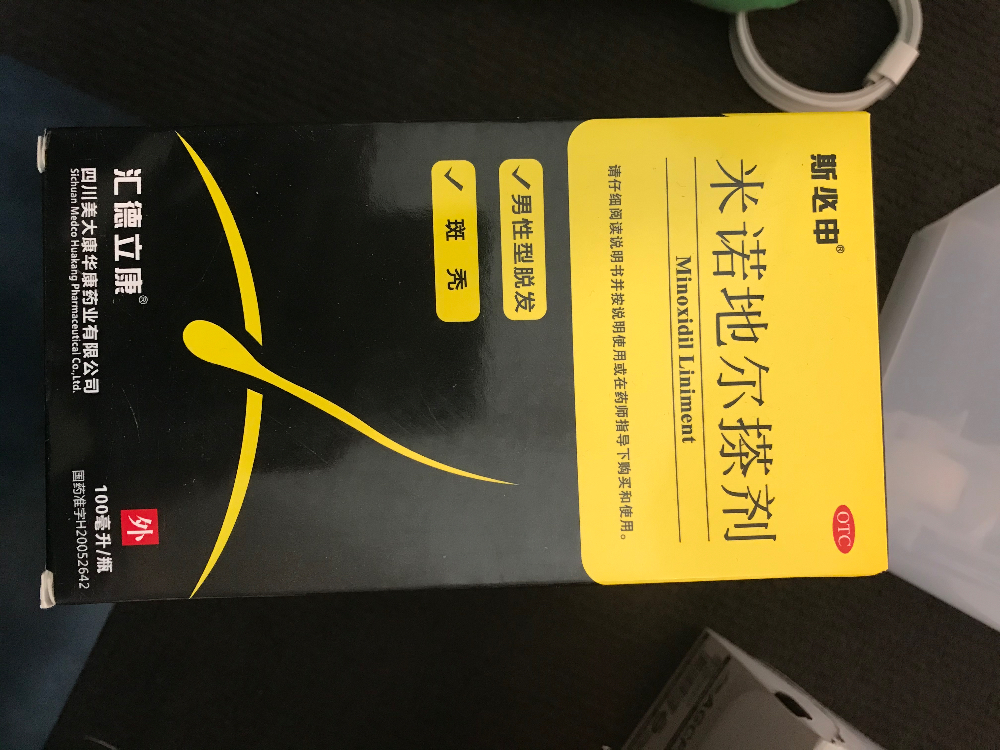 斯必申®
OTC
米诺地尔搽剂
Minoxidil Liniment
请仔细阅读说明书并按说明使用或在药师指导下购买和使用。
✓男性型脱发
✓斑秃
汇德立康®
四川美大康华康药业有限公司
Sichuan Medco Huakang Pharmaceutical Co.,Ltd.
外
100毫升/瓶
国药准字H20052642